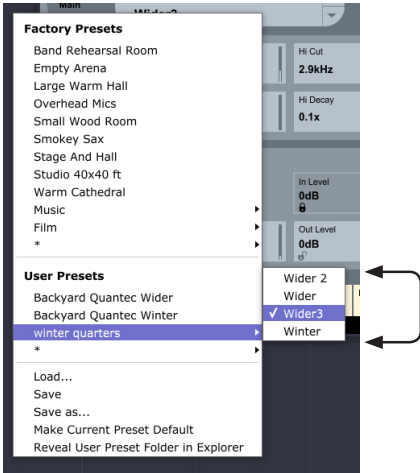 Main
Wider3
Factory Presets
Band Rehearsal Room
Empty Arena
Large Warm Hall
Overhead Mics
Small Wood Room
Smokey Sax
Stage And Hall
Studio 40x40 ft
Warm Cathedral
Music
Film
*
User Presets
Backyard Quantec Wider
Backyard Quantec Winter
winter quarters
*
Load...
Save
Save as...
Make Current Preset Default
Reveal User Preset Folder in Explorer
Wider 2
Wider
✓ Wider3
Winter
Hi Cut
2.9kHz
Hi Decay
0.1x
In Level
0dB
Out Level
0dB